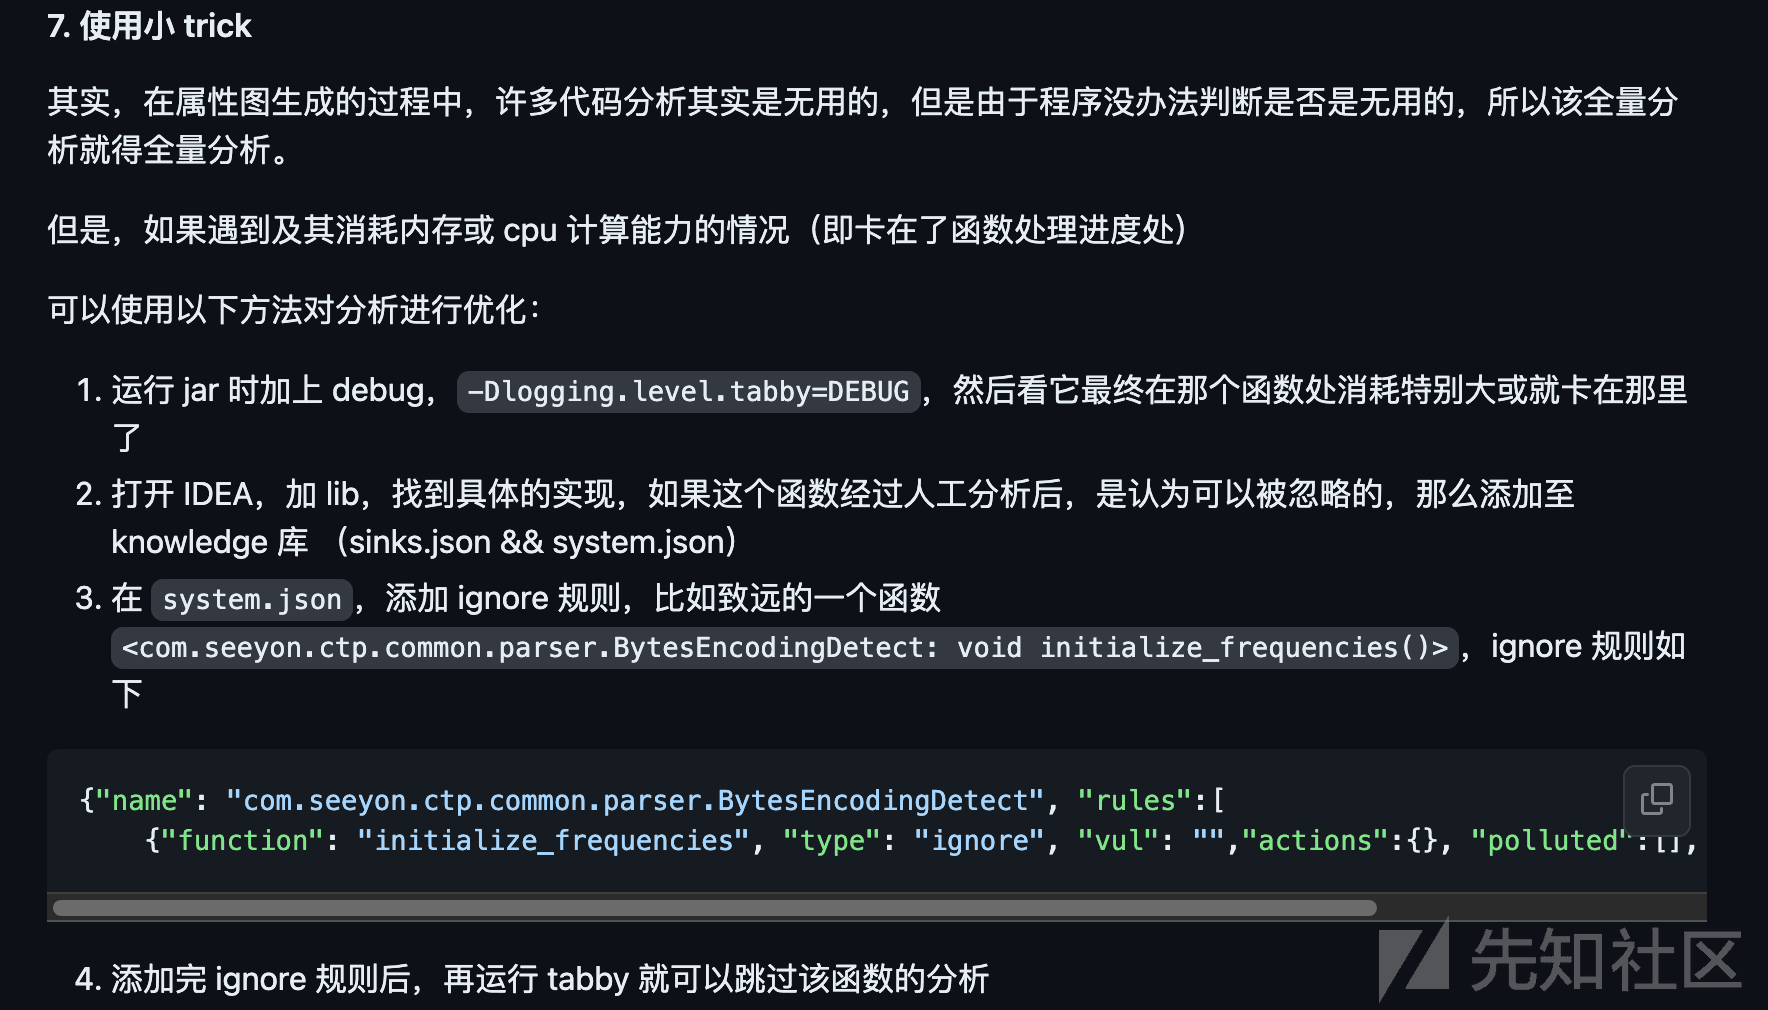 7. 使用小 trick
其实，在属性图生成的过程中，许多代码分析其实是无用的，但是由于程序没办法判断是否是无用的，所以该全量分
析就得全量分析。
但是，如果遇到及其消耗内存或 cpu 计算能力的情况（即卡在了函数处理进度处）
可以使用以下方法对分析进行优化：
1. 运行 jar 时加上 debug， -Dlogging.level.tabby=DEBUG ，然后看它最终在那个函数处消耗特别大或就卡在那里
了
2. 打开 IDEA，加 lib，找到具体的实现，如果这个函数经过人工分析后，是认为可以被忽略的，那么添加至
knowledge 库 （sinks.json && system.json）
3. 在 system.json ，添加 ignore 规则，比如致远的一个函数
<com.seeyon.ctp.common.parser.BytesEncodingDetect: void initialize_frequencies()> ，ignore 规则如
下
{"name": "com.seeyon.ctp.common.parser.BytesEncodingDetect", "rules":[
{"function": "initialize_frequencies", "type": "ignore", "vul": "","actions":{}, "polluted":[],
4. 添加完 ignore 规则后，再运行 tabby 就可以跳过该函数的分析
先知社区